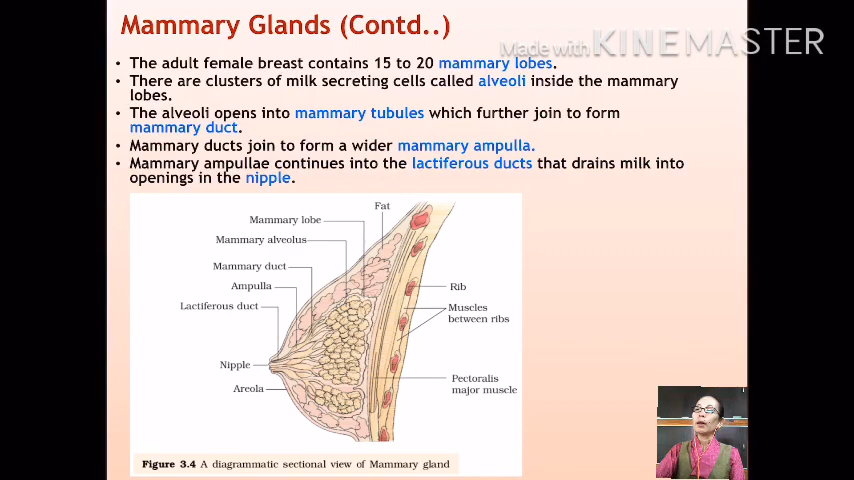 Mammary Glands (Contd..)
Made with KINEMASTER
• The adult female breast contains 15 to 20 mammary lobes.
• There are clusters of milk secreting cells called alveoli inside the mammary
lobes.
• The alveoli opens into mammary tubules which further join to form
mammary duct.
• Mammary ducts join to form a wider mammary ampulla.
• Mammary ampullae continues into the lactiferous ducts that drains milk into
openings in the nipple.
Fat
Mammary lobe
Mammary alveolus
Mammary duct
Ampulla
Lactiferous duct
Nipple
Areola
Rib
Muscles
between ribs
Pectoralis
major muscle
Figure 3.4 A diagrammatic sectional view of Mammary gland